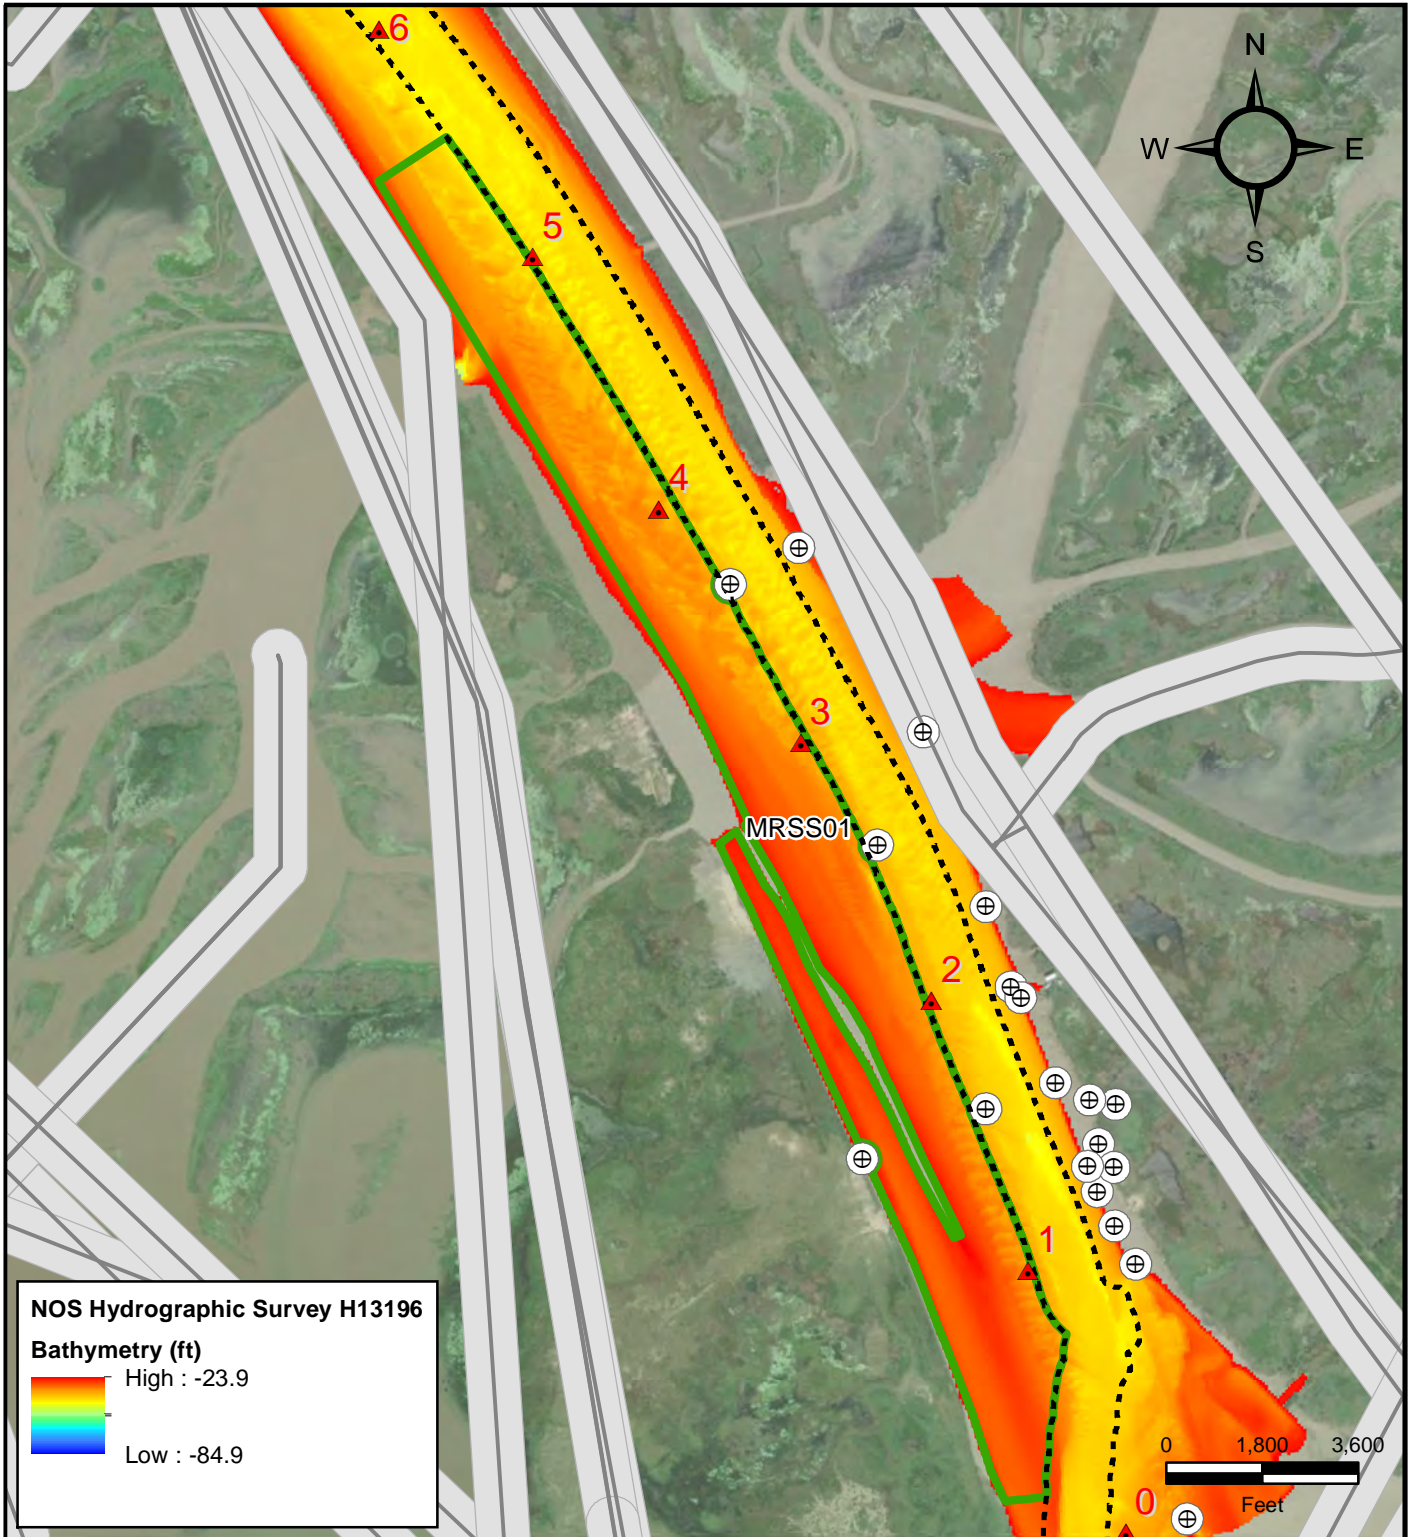 6
N
W E
S
5
4
3
MRSS01
2
1
0
NOS Hydrographic Survey H13196
Bathymetry (ft)
High : -23.9
Low : -84.9
0 1,800 3,600
Feet